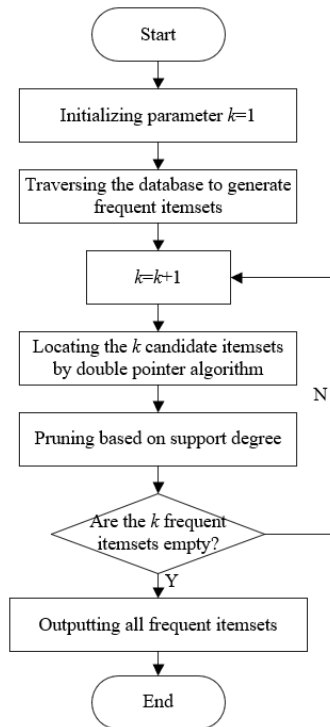 Start
Initializing parameter k=1
Traversing the database to generate
frequent itemsets
k=k+1
Locating the k candidate itemsets
by double pointer algorithm
N
Pruning based on support degree
Are the k frequent
itemsets empty?
Y
Outputting all frequent itemsets
End